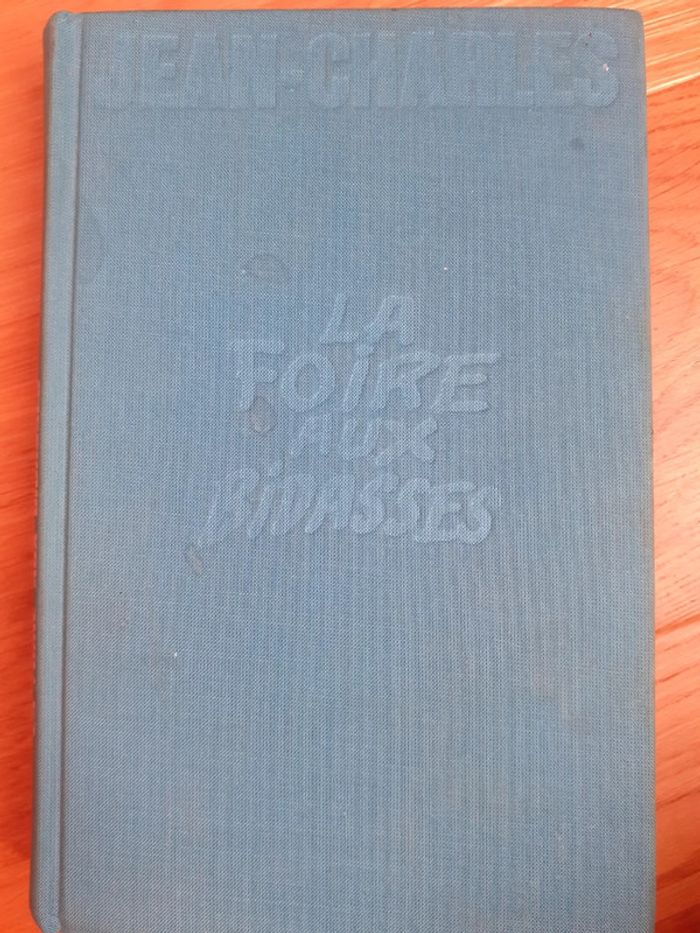 JEAN-CHARLES
LA
FOIRE
AUX
BIDASSES